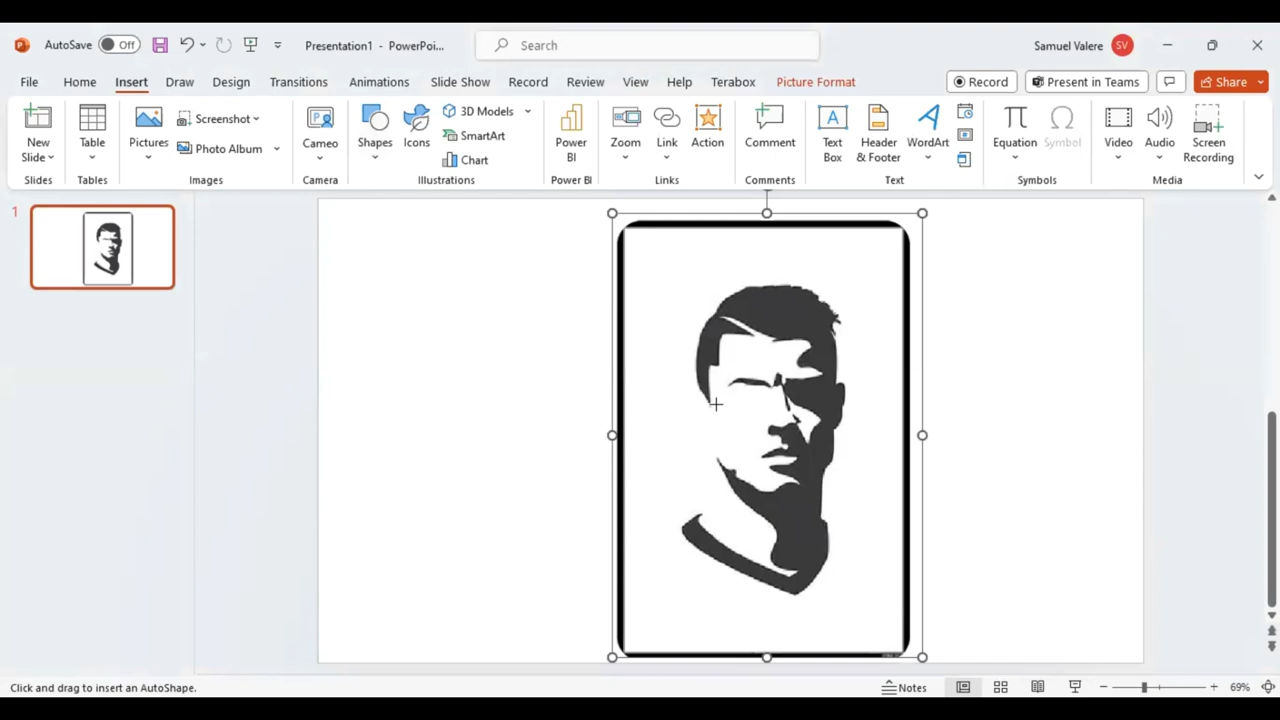 AutoSave Off Presentation1 - PowerPoi... Search Samuel Valere SV
File Home Insert Draw Design Transitions Animations Slide Show Record Review View Help Terabox Picture Format Record Present in Teams Share
New Slide
Slides
Table
Tables
Pictures
Screenshot
Photo Album
Images
Cameo
Camera
Shapes
Icons
3D Models
SmartArt
Chart
Illustrations
Power BI
Power BI
Zoom
Link
Action
Links
Comment
Comments
Text Box
Header & Footer
WordArt
Text
Equation
Symbol
Symbols
Video
Audio
Screen Recording
Media
1
Click and drag to insert an AutoShape. Notes 69%